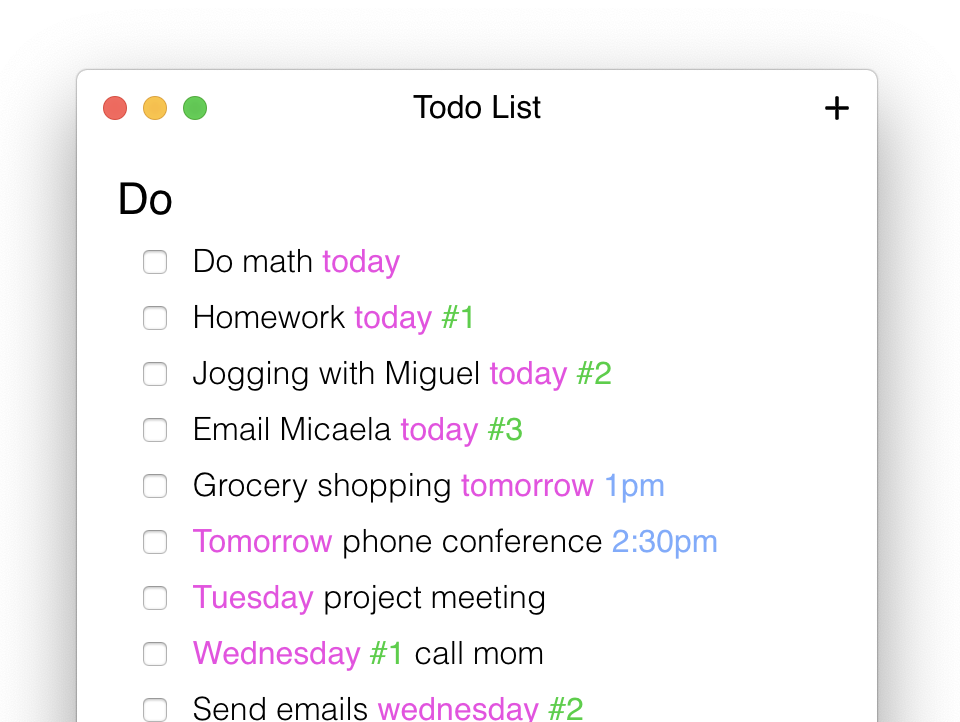 Todo List +
Do
Do math today
Homework today #1
Jogging with Miguel today #2
Email Micaela today #3
Grocery shopping tomorrow 1pm
Tomorrow phone conference 2:30pm
Tuesday project meeting
Wednesday #1 call mom
Send emails wednesday #2